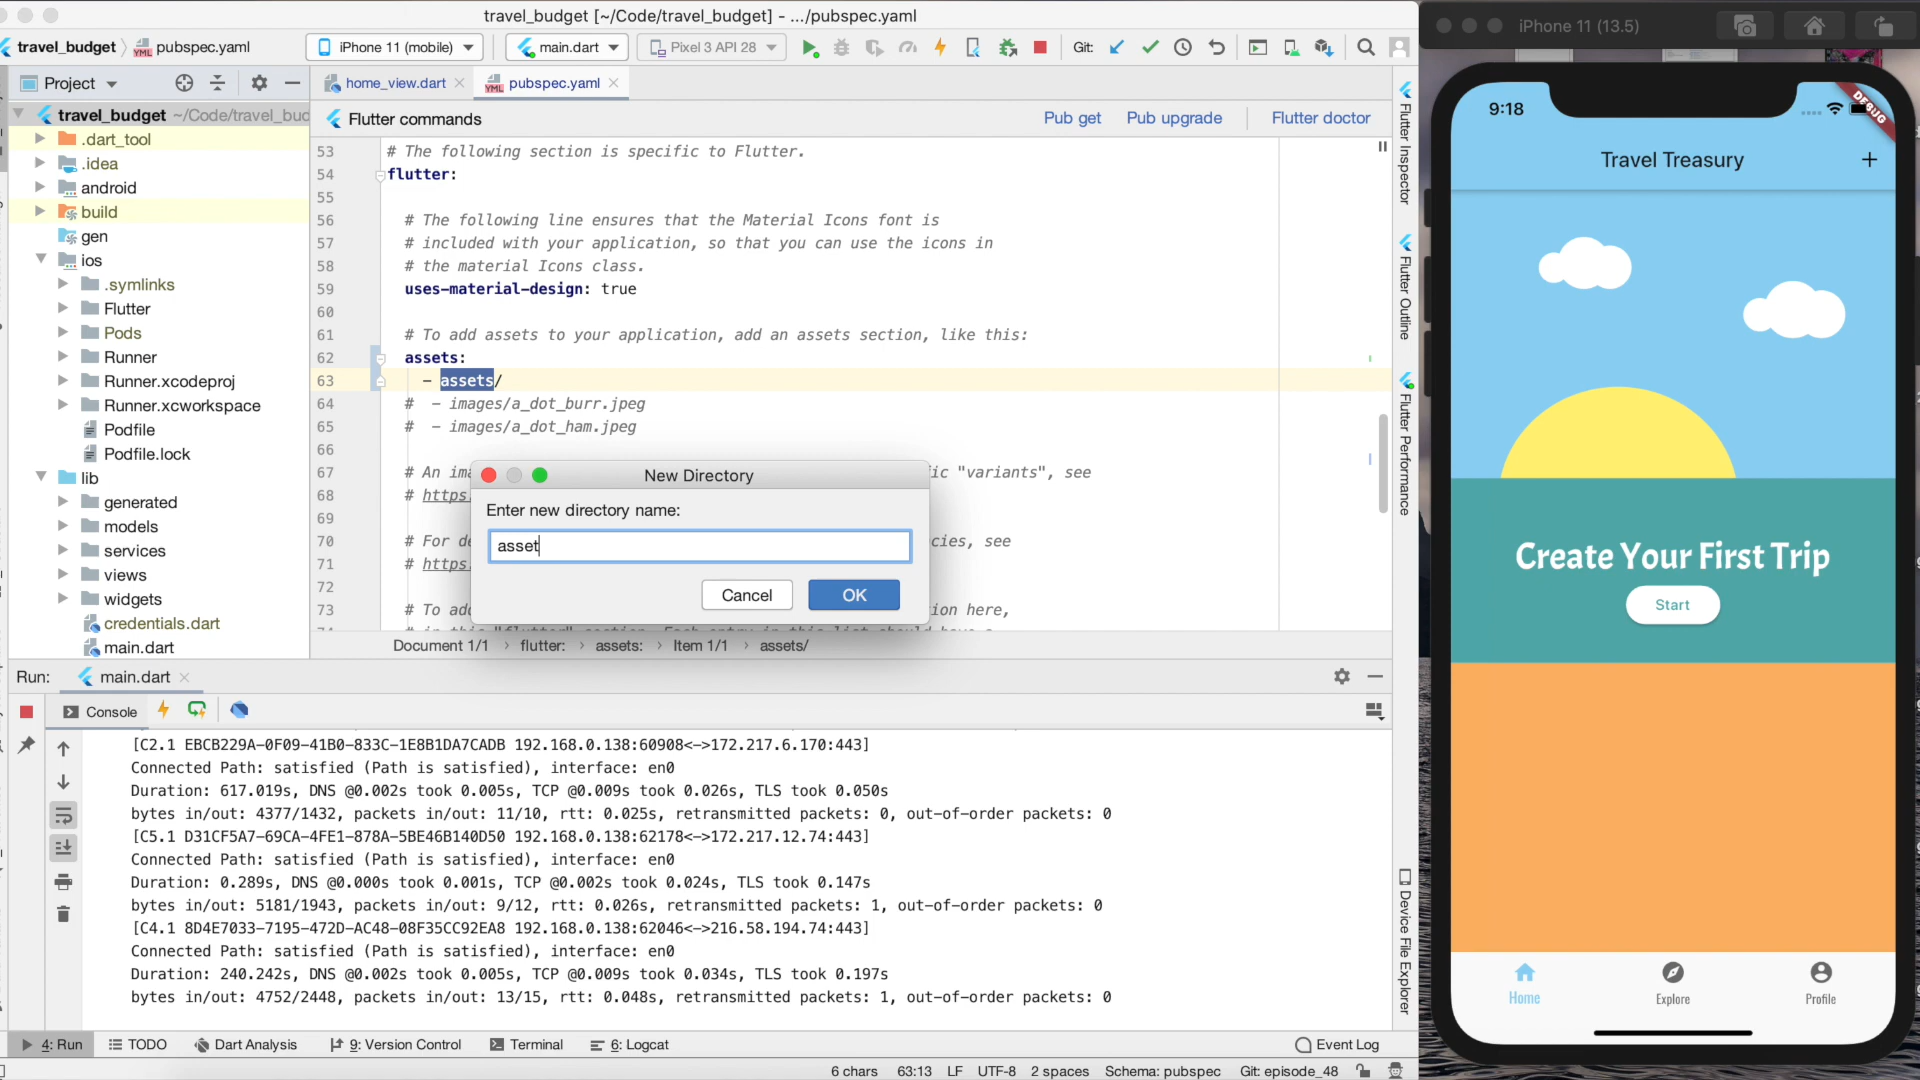 travel_budget [~/Code/travel_budget] - .../pubspec.yaml
travel_budget
pubspec.yaml
iPhone 11 (mobile)
main.dart
Pixel 3 API 28
Git:
Project
home_view.dart
pubspec.yaml
travel_budget ~/Code/travel_bud
.dart_tool
.idea
android
build
gen
ios
.symlinks
Flutter
Pods
Runner
Runner.xcodeproj
Runner.xcworkspace
Podfile
Podfile.lock
lib
generated
models
services
views
widgets
credentials.dart
main.dart
Flutter commands
Pub get
Pub upgrade
Flutter doctor
53 # The following section is specific to Flutter.
54 flutter:
55
56 # The following line ensures that the Material Icons font is
57 # included with your application, so that you can use the icons in
58 # the material Icons class.
59 uses-material-design: true
60
61 # To add assets to your application, add an assets section, like this:
62 assets:
63 - assets/
64 # - images/a_dot_burr.jpeg
65 # - images/a_dot_ham.jpeg
66
67 # An ima ic "variants", see
68 # https:
69
70 # For de cies, see
71 # https:
72
73 # To add ion here,
New Directory
Enter new directory name:
asset
Cancel
OK
Document 1/1 › flutter: › assets: › Item 1/1 › assets/
Run:
main.dart
Console
[C2.1 EBCB229A-0F09-41B0-833C-1E8B1DA7CADB 192.168.0.138:60908<->172.217.6.170:443]
Connected Path: satisfied (Path is satisfied), interface: en0
Duration: 617.019s, DNS @0.002s took 0.005s, TCP @0.009s took 0.026s, TLS took 0.050s
bytes in/out: 4377/1432, packets in/out: 11/10, rtt: 0.025s, retransmitted packets: 0, out-of-order packets: 0
[C5.1 D31CF5A7-69CA-4FE1-878A-5BE46B140D50 192.168.0.138:62178<->172.217.12.74:443]
Connected Path: satisfied (Path is satisfied), interface: en0
Duration: 0.289s, DNS @0.000s took 0.001s, TCP @0.002s took 0.024s, TLS took 0.147s
bytes in/out: 5181/1943, packets in/out: 9/12, rtt: 0.026s, retransmitted packets: 1, out-of-order packets: 0
[C4.1 8D4E7033-7195-472D-AC48-08F35CC92EA8 192.168.0.138:62046<->216.58.194.74:443]
Connected Path: satisfied (Path is satisfied), interface: en0
Duration: 240.242s, DNS @0.002s took 0.005s, TCP @0.009s took 0.034s, TLS took 0.197s
bytes in/out: 4752/2448, packets in/out: 13/15, rtt: 0.048s, retransmitted packets: 1, out-of-order packets: 0
4: Run
TODO
Dart Analysis
9: Version Control
Terminal
6: Logcat
Event Log
6 chars
63:13
LF
UTF-8
2 spaces
Schema: pubspec
Git: episode_48
Flutter Inspector
Flutter Outline
Flutter Performance
Device File Explorer
iPhone 11 (13.5)
9:18
DEBUG
Travel Treasury
+
Create Your First Trip
Start
Home
Explore
Profile